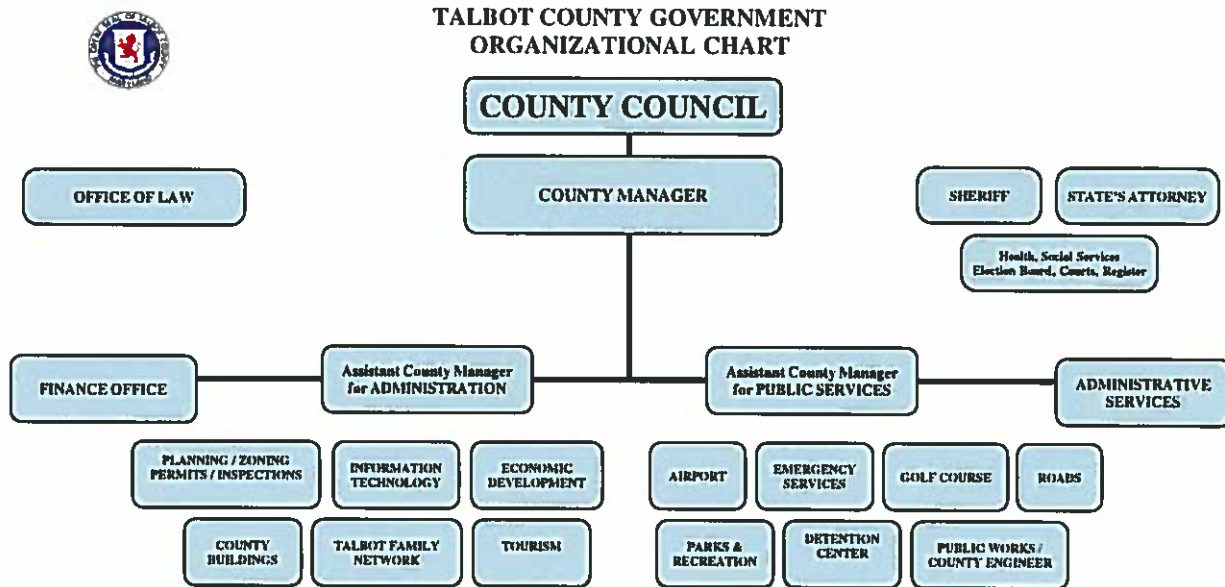 TALBOT COUNTY GOVERNMENT
ORGANIZATIONAL CHART
COUNTY COUNCIL
COUNTY MANAGER
OFFICE OF LAW
SHERIFF
STATE'S ATTORNEY
Health, Social Services
Election Board, Courts, Register
FINANCE OFFICE
Assistant County Manager
for ADMINISTRATION
Assistant County Manager
for PUBLIC SERVICES
ADMINISTRATIVE
SERVICES
PLANNING / ZONING
PERMITS / INSPECTIONS
INFORMATION
TECHNOLOGY
ECONOMIC
DEVELOPMENT
AIRPORT
EMERGENCY
SERVICES
GOLF COURSE
ROADS
COUNTY
BUILDINGS
TALBOT FAMILY
NETWORK
TOURISM
PARKS &
RECREATION
DETENTION
CENTER
PUBLIC WORKS /
COUNTY ENGINEER